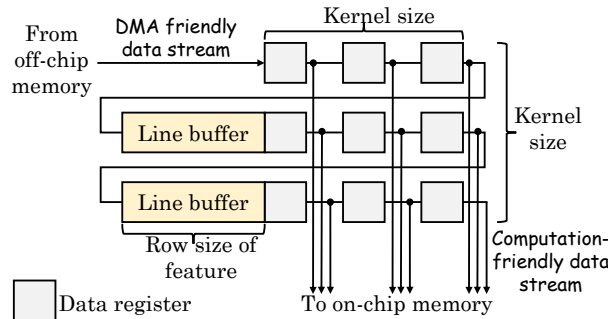 Kernel size
DMA friendly
data stream
From
off-chip
memory
Kernel
size
Line buffer
Line buffer
Row size of
feature
Computation-
friendly data
stream
Data register
To on-chip memory